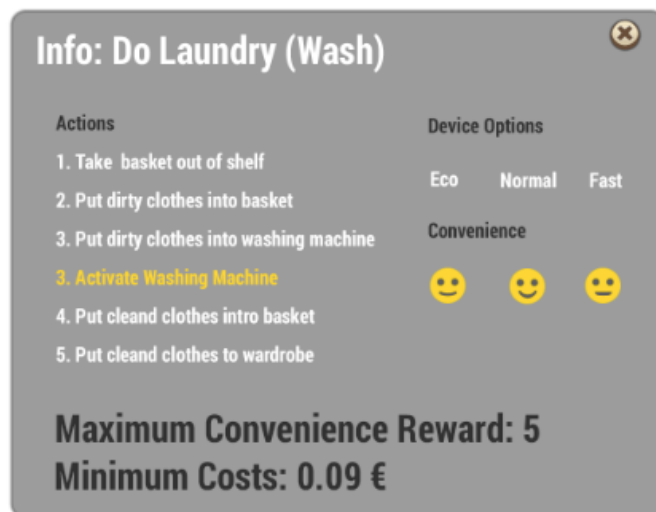 Info: Do Laundry (Wash)
Actions
1. Take basket out of shelf
2. Put dirty clothes into basket
3. Put dirty clothes into washing machine
3. Activate Washing Machine
4. Put cleand clothes intro basket
5. Put cleand clothes to wardrobe
Device Options
Eco Normal Fast
Convenience
Maximum Convenience Reward: 5
Minimum Costs: 0.09 €